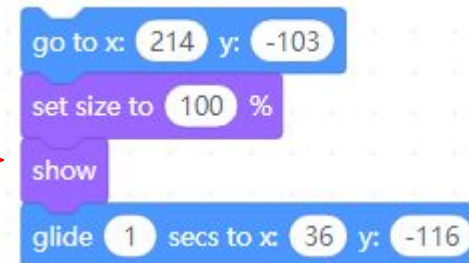 go to x: 214 y: -103
set size to 100 %
show
glide 1 secs to x: 36 y: -116